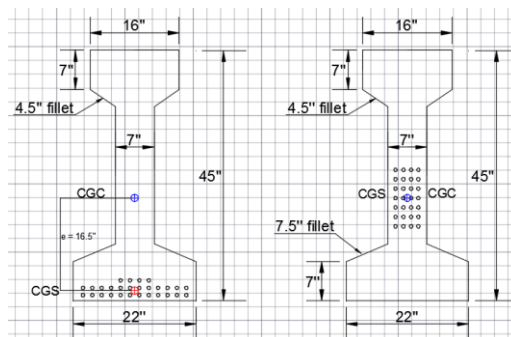 16"
7"
4.5" fillet
7"
45"
CGC
e = 16.5"
CGS
22"
16"
7"
4.5" fillet
7"
45"
CGS
CGC
7.5" fillet
7"
22"